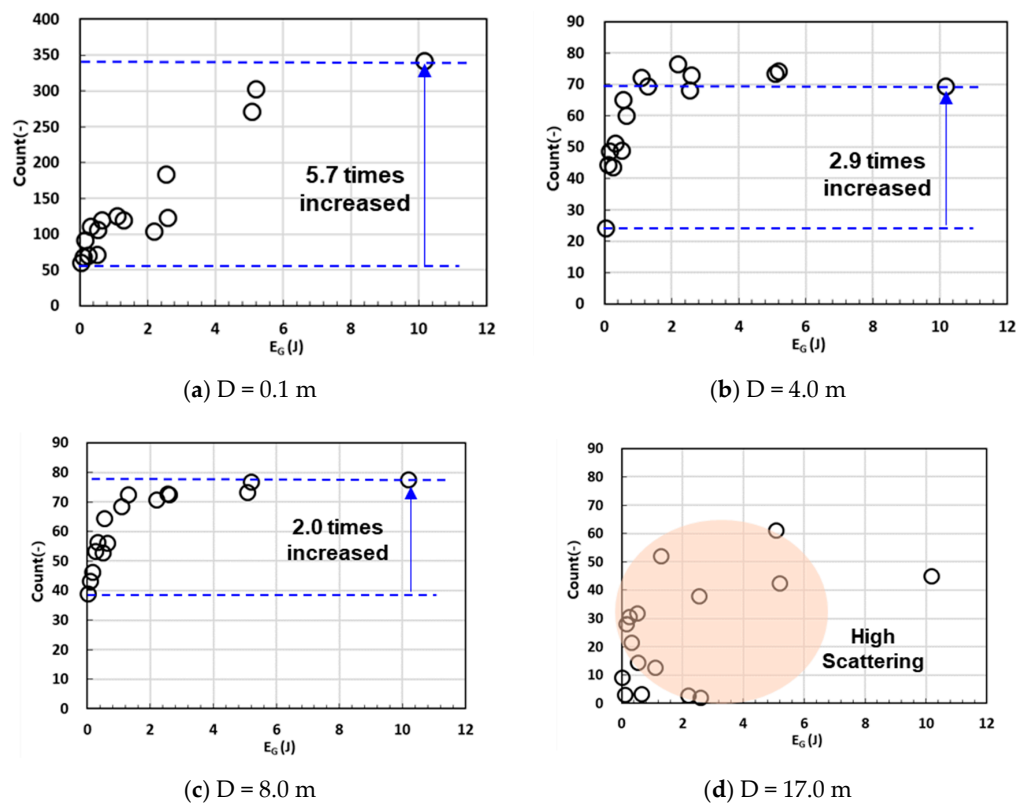 400
350
300
250
200
150
100
50
0
Count(-)
5.7 times
increased
0 2 4 6 8 10 12
E_G (J)
(a) D = 0.1 m
90
80
70
60
50
40
30
20
10
0
Count(-)
2.9 times
increased
0 2 4 6 8 10 12
E_G (J)
(b) D = 4.0 m
90
80
70
60
50
40
30
20
10
0
Count(-)
2.0 times
increased
0 2 4 6 8 10 12
E_G (J)
(c) D = 8.0 m
90
80
70
60
50
40
30
20
10
0
Count(-)
High
Scattering
0 2 4 6 8 10 12
E_G (J)
(d) D = 17.0 m